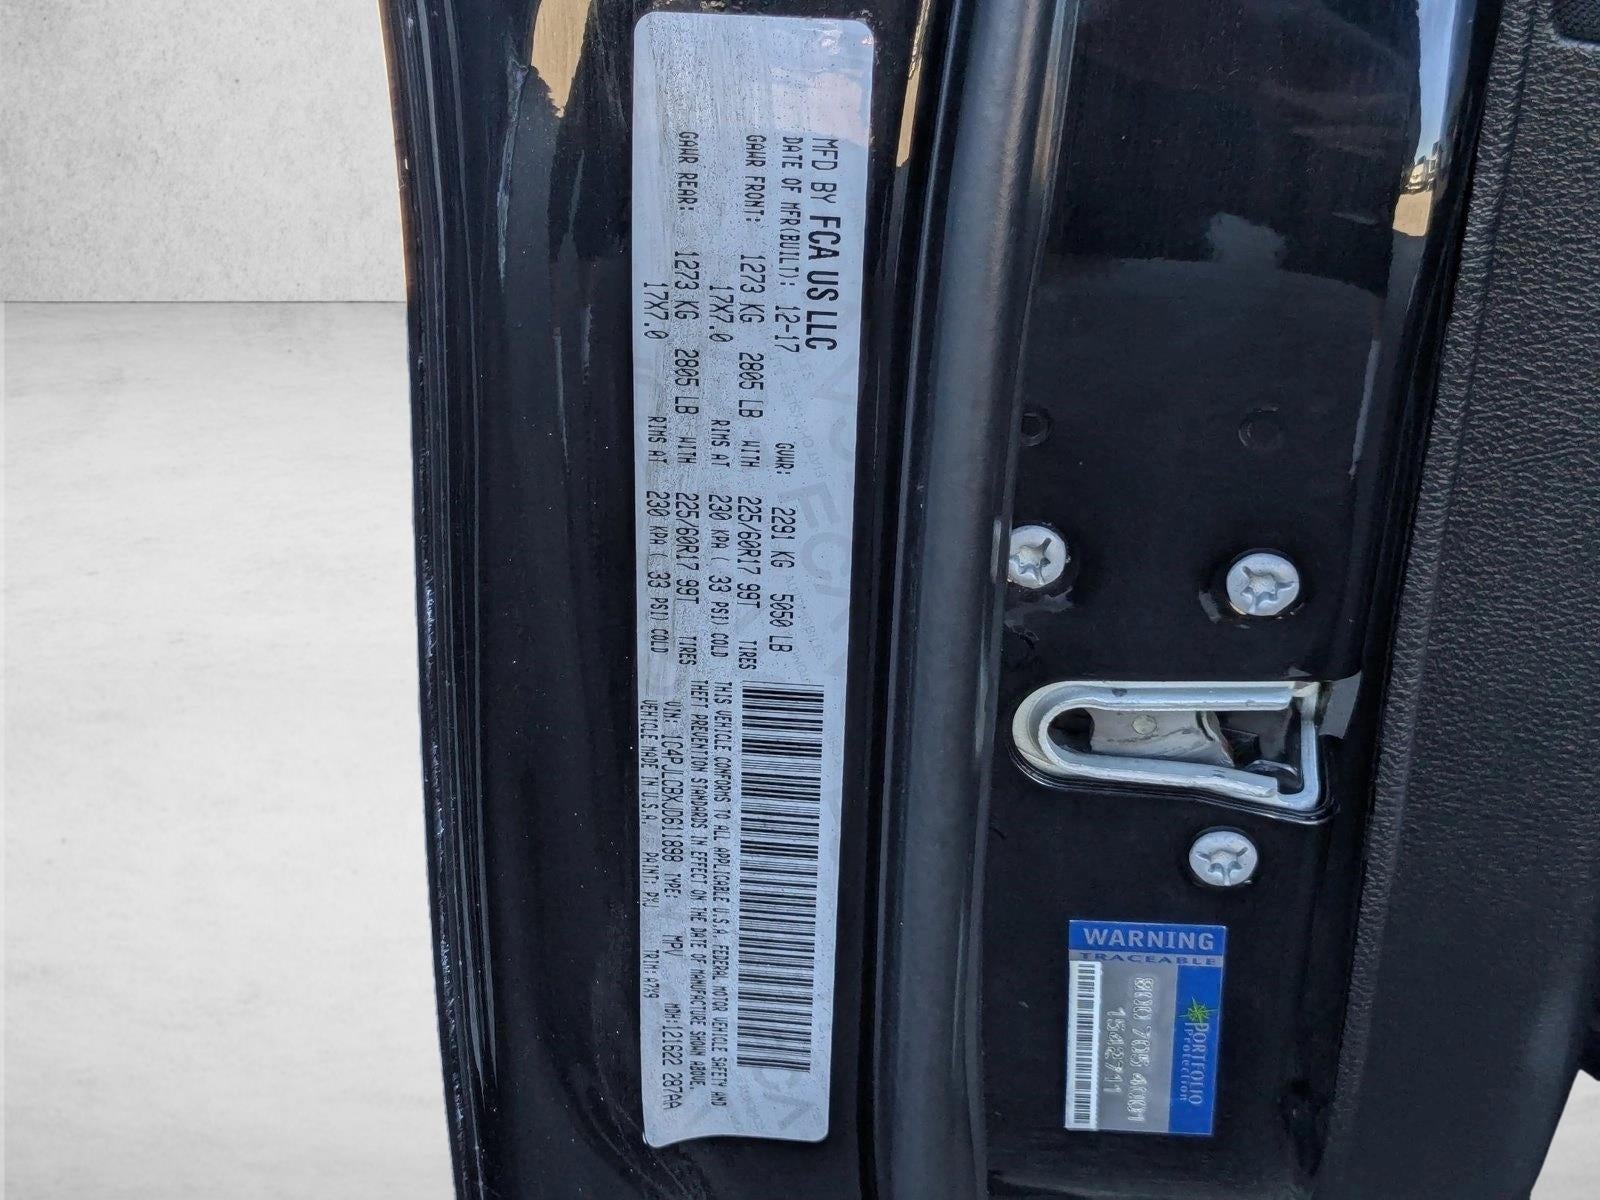 MFD BY FCA US LLC
DATE OF MFR(BUILT): 12-17 GVWR: 2291 KG 5050 LB
GAWR FRONT: 1273 KG 2805 LB WITH 225/60R17 99T TIRES
17X7.0 RIMS AT 230 KPA ( 33 PSI) COLD
GAWR REAR: 1273 KG 2805 LB WITH 225/60R17 99T TIRES
17X7.0 RIMS AT 230 KPA ( 33 PSI) COLD
THIS VEHICLE CONFORMS TO ALL APPLICABLE U.S.A. FEDERAL MOTOR VEHICLE SAFETY AND
THEFT PREVENTION STANDARDS IN EFFECT ON THE DATE OF MANUFACTURE SHOWN ABOVE.
VIN: 1C4PJLCBXJD611898 TYPE: MPV MDH:121622 287AA
VEHICLE MADE IN U.S.A. PAINT: PXJ TRIM:A7X9
WARNING
TRACEABLE
PORTFOLIO
Protection
800 765 4001
1542711